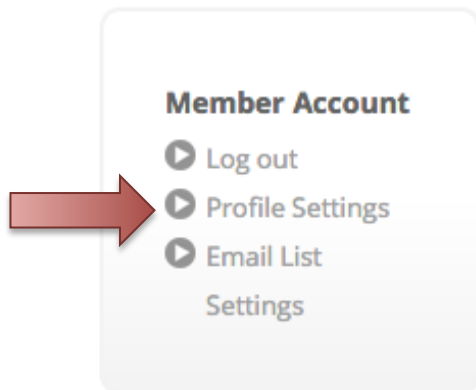 Member Account
Log out
Profile Settings
Email List
Settings